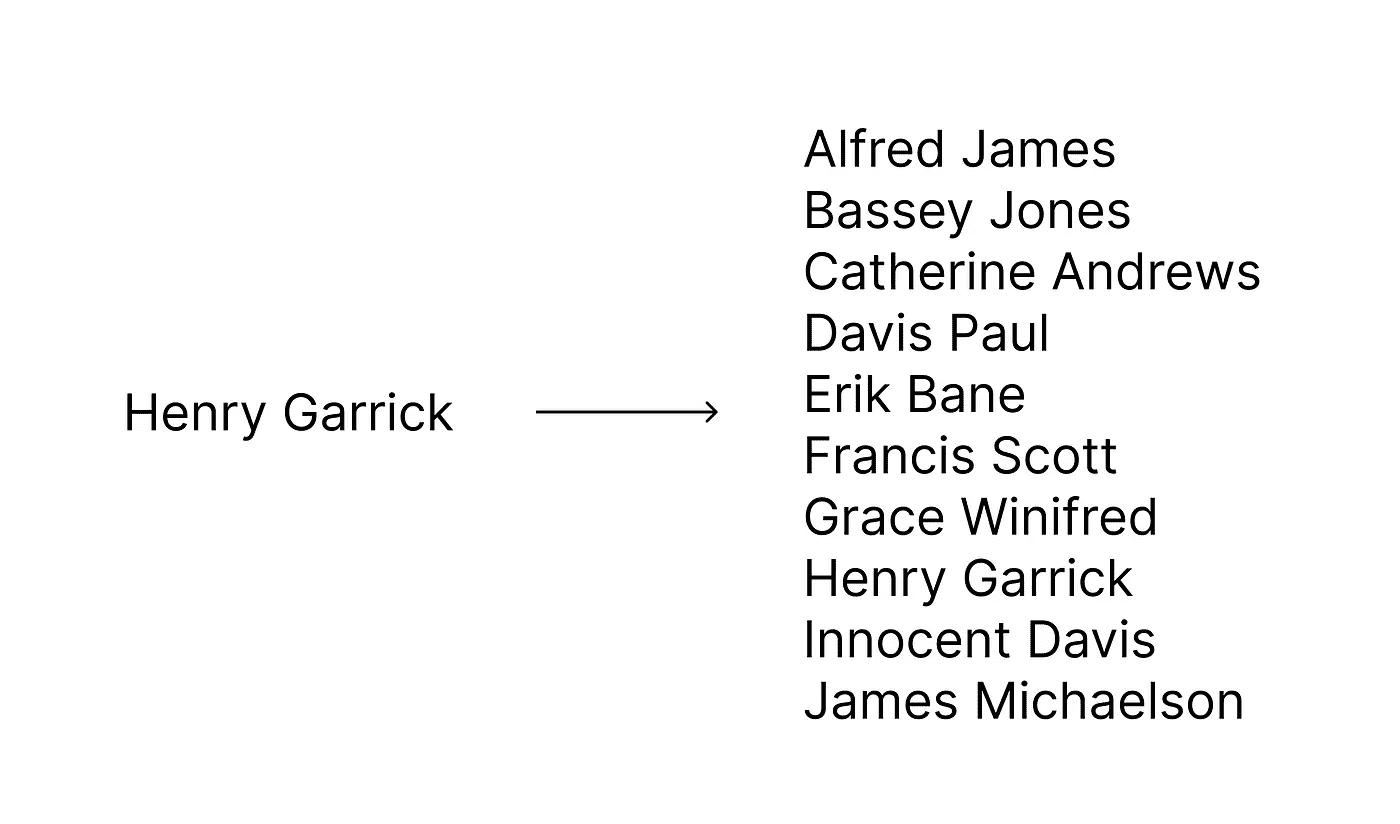 Henry Garrick
Alfred James
Bassey Jones
Catherine Andrews
Davis Paul
Erik Bane
Francis Scott
Grace Winifred
Henry Garrick
Innocent Davis
James Michaelson